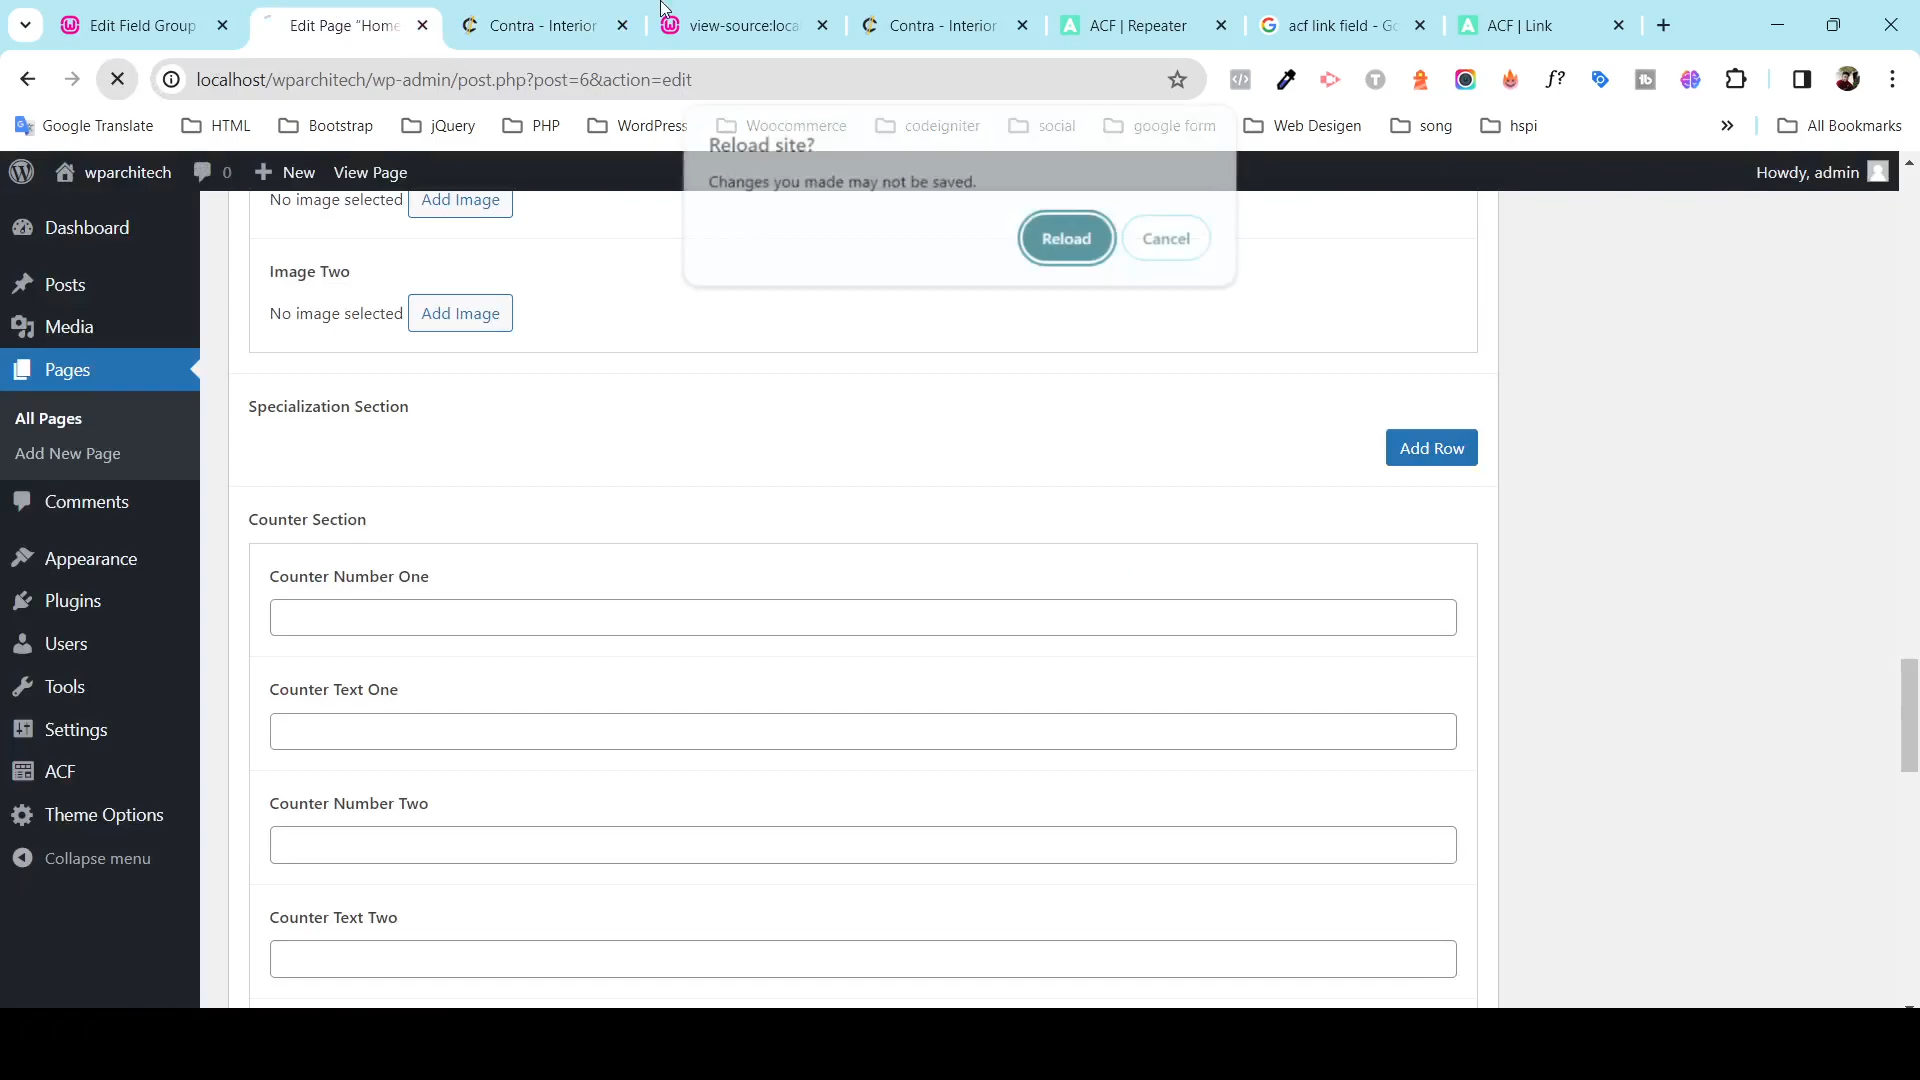 Edit Field Group
Edit Page “Home
Contra - Interior
view-source:loca
Contra - Interior
ACF | Repeater
acf link field - Go
ACF | Link
localhost/wparchitech/wp-admin/post.php?post=6&action=edit
Google Translate
HTML
Bootstrap
jQuery
PHP
WordPress
Woocommerce
codeigniter
social
google form
Web Desigen
song
hspi
All Bookmarks
Reload site?
Changes you made may not be saved.
Reload
Cancel
wparchitech
0
New
View Page
Howdy, admin
Dashboard
Posts
Media
Pages
All Pages
Add New Page
Comments
Appearance
Plugins
Users
Tools
Settings
ACF
Theme Options
Collapse menu
No image selected
Add Image
Image Two
No image selected
Add Image
Specialization Section
Add Row
Counter Section
Counter Number One
Counter Text One
Counter Number Two
Counter Text Two